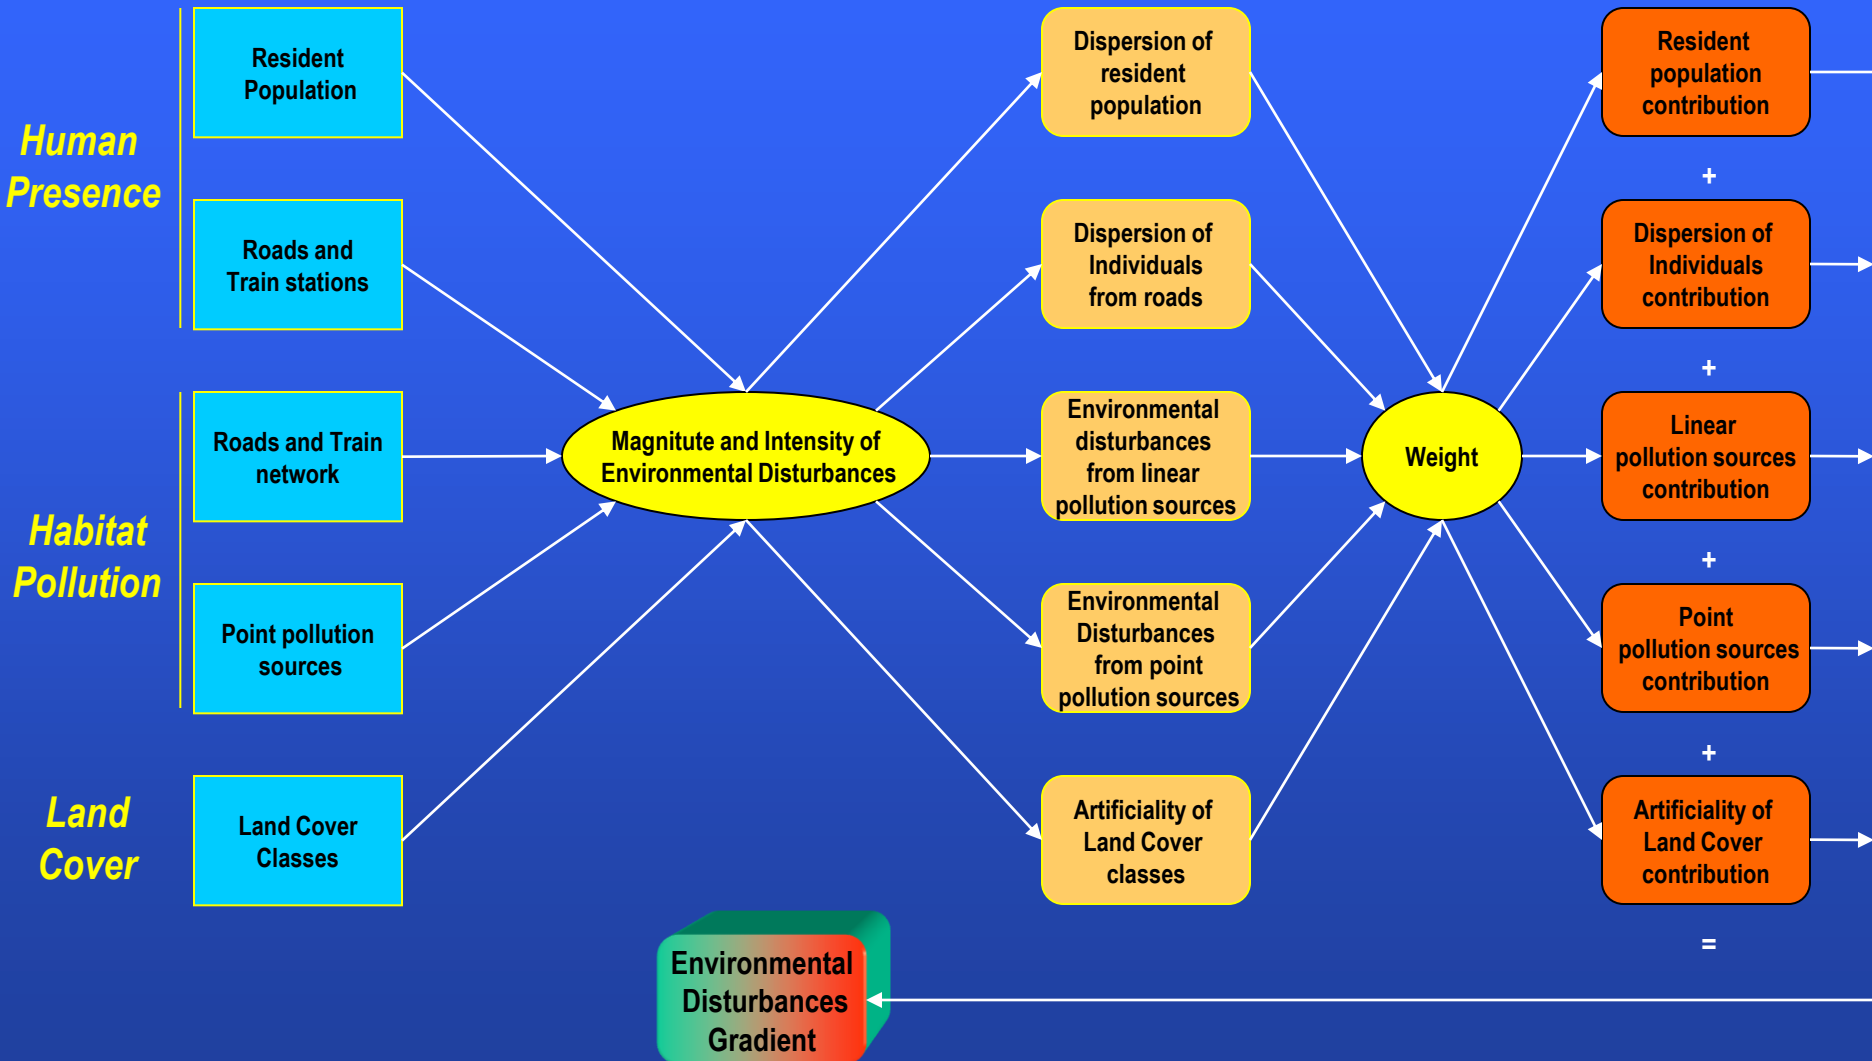 Human
Presence
Resident
Population
Roads and
Train stations
Habitat
Pollution
Roads and Train
network
Point pollution
sources
Land
Cover
Land Cover
Classes
Magnitute and Intensity of
Environmental Disturbances
Dispersion of
resident
population
Dispersion of
Individuals
from roads
Environmental
disturbances
from linear
pollution sources
Environmental
Disturbances
from point
pollution sources
Artificiality of
Land Cover
classes
Weight
Resident
population
contribution
+
Dispersion of
Individuals
contribution
+
Linear
pollution sources
contribution
+
Point
pollution sources
contribution
+
Artificiality of
Land Cover
contribution
=
Environmental
Disturbances
Gradient